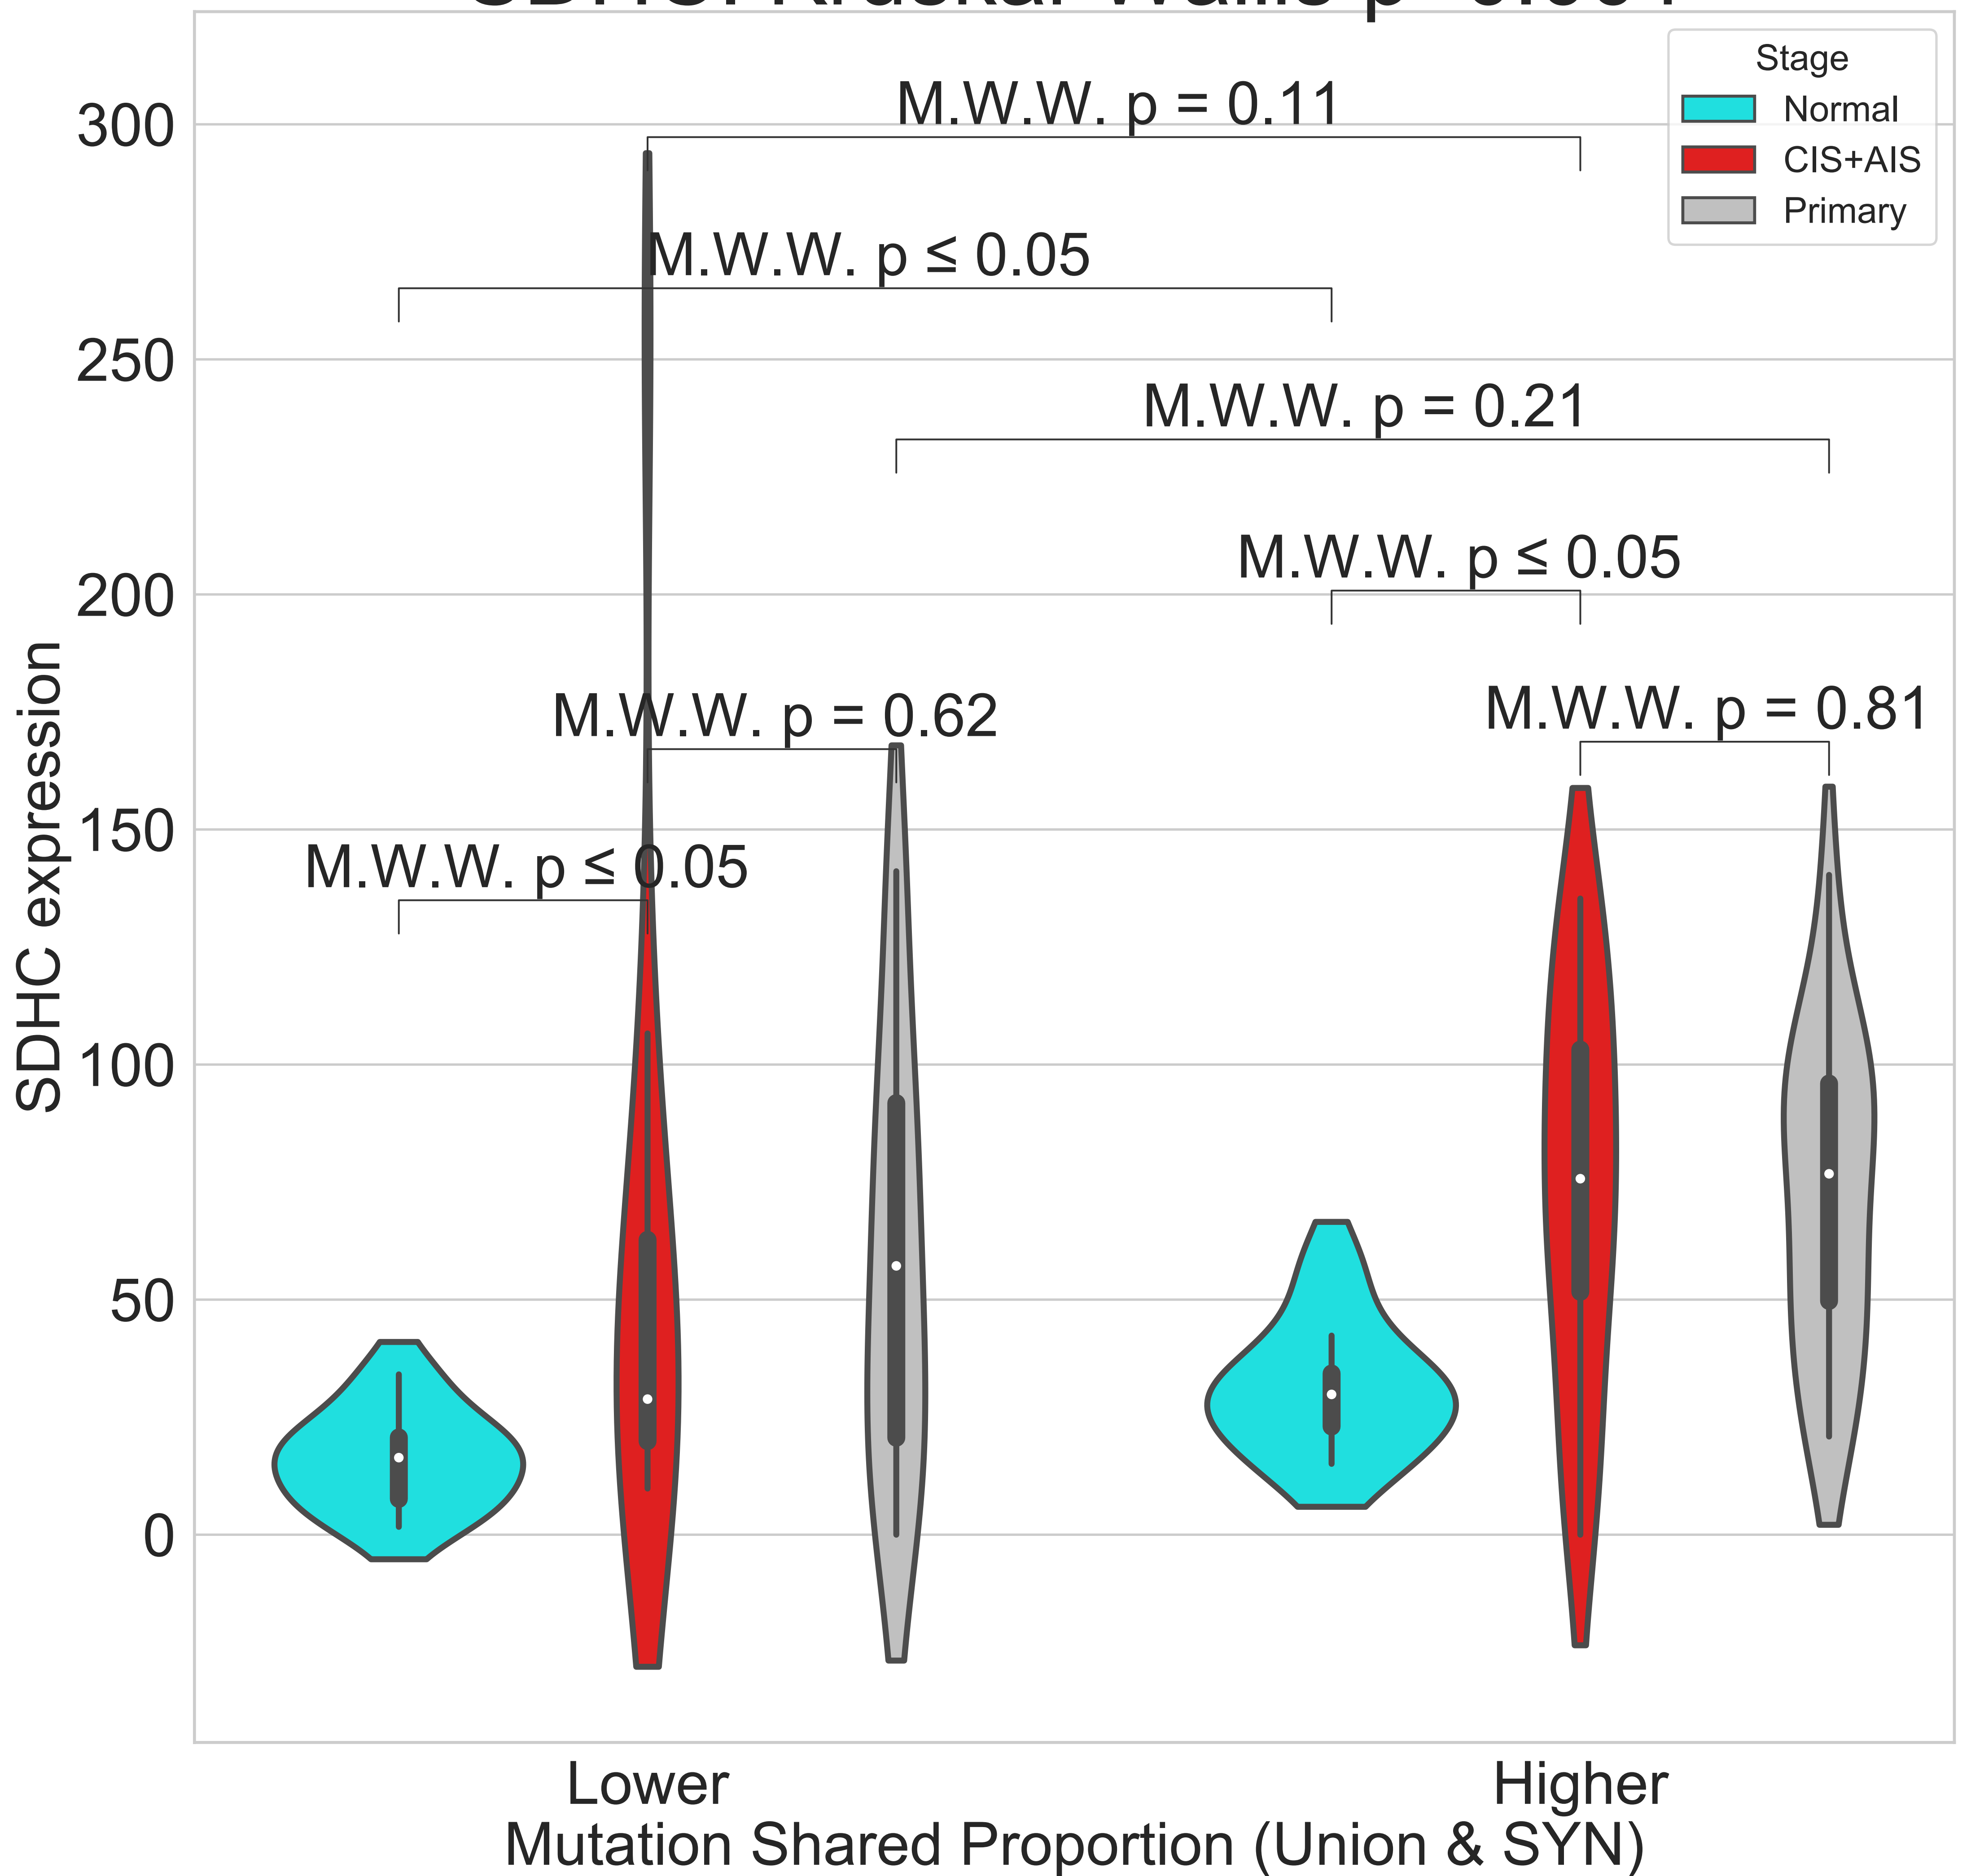 Stage
Normal
CIS+AIS
Primary
M.W.W. p = 0.11
M.W.W. p ≤ 0.05
M.W.W. p = 0.21
M.W.W. p ≤ 0.05
M.W.W. p = 0.62
M.W.W. p = 0.81
M.W.W. p ≤ 0.05
300
250
200
150
100
50
0
SDHC expression
Lower
Higher
Mutation Shared Proportion (Union & SYN)